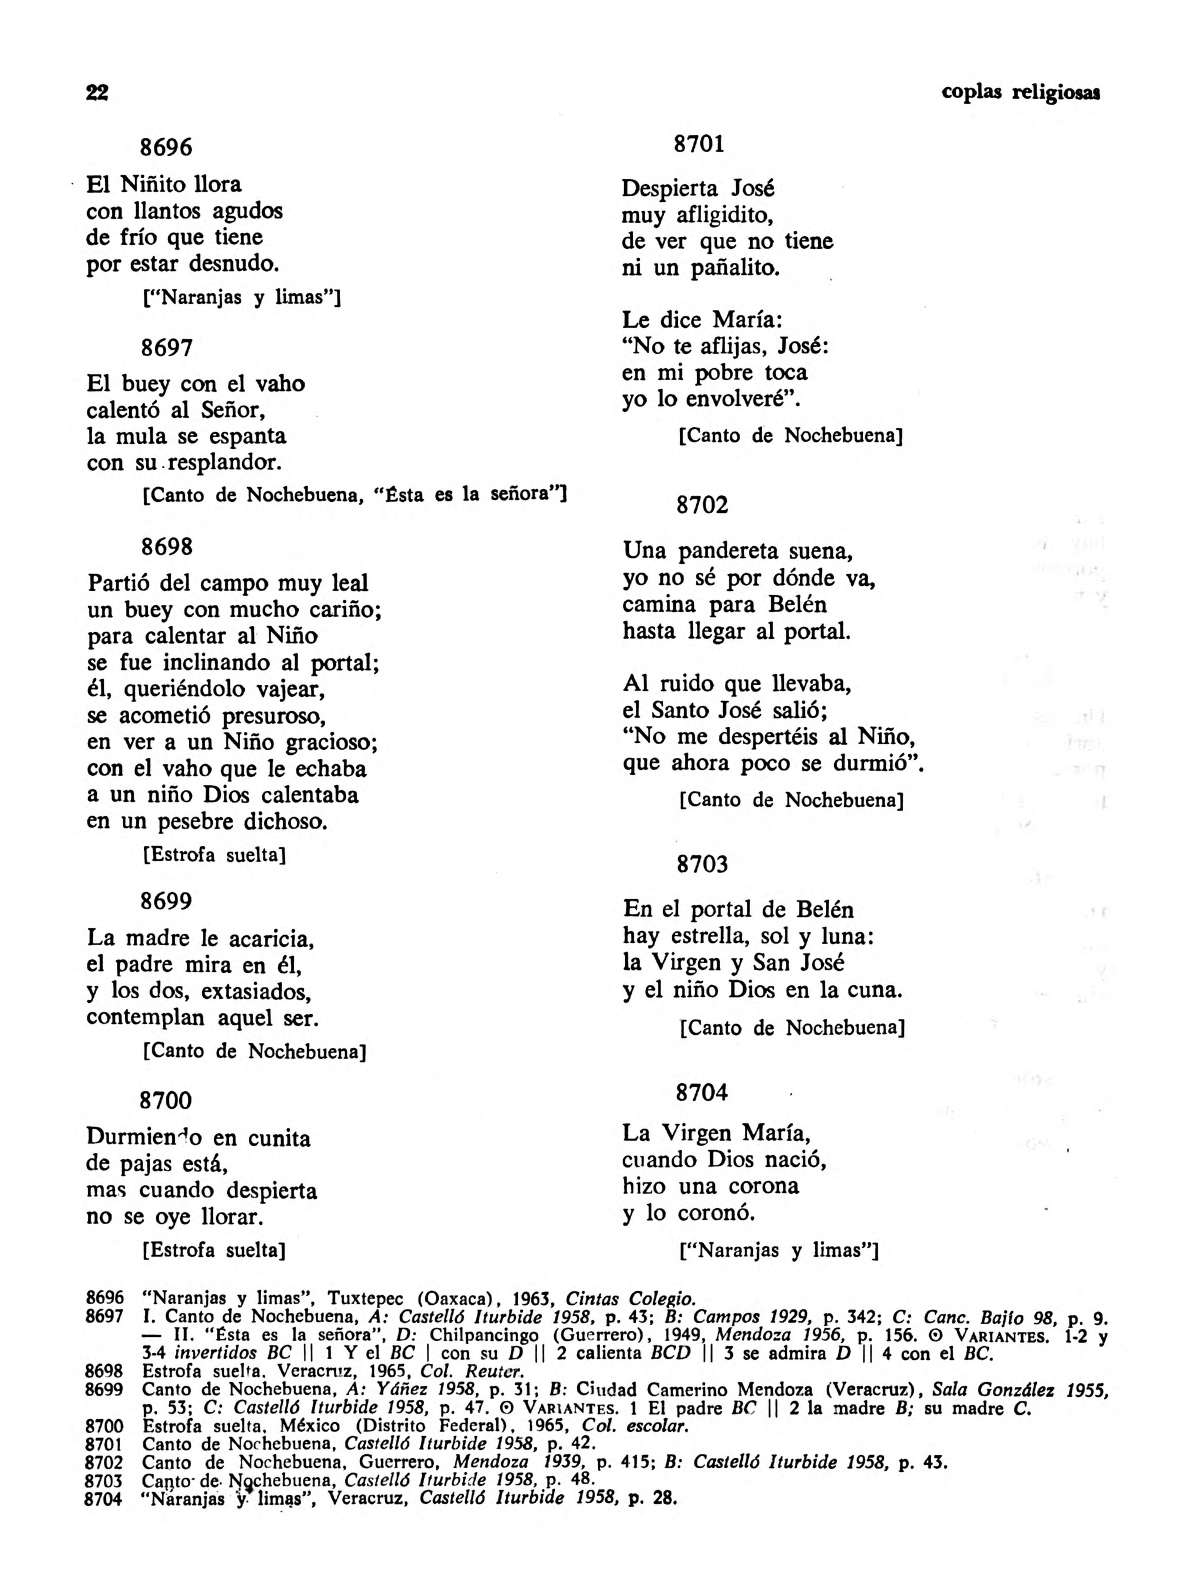 22
coplas religiosas
8696
El Niñito llora
con llantos agudos
de frío que tiene
por estar desnudo.
["Naranjas y limas"]
8697
El buey con el vaho
calentó al Señor,
la mula se espanta
con su resplandor.
[Canto de Nochebuena, "Ésta es la señora"]
8698
Partió del campo muy leal
un buey con mucho cariño;
para calentar al Niño
se fue inclinando al portal;
él, queriéndolo vajear,
se acometió presuroso,
en ver a un Niño gracioso;
con el vaho que le echaba
a un niño Dios calentaba
en un pesebre dichoso.
[Estrofa suelta]
8699
La madre le acaricia,
el padre mira en él,
y los dos, extasiados,
contemplan aquel ser.
[Canto de Nochebuena]
8700
Durmiendo en cunita
de pajas está,
mas cuando despierta
no se oye llorar.
[Estrofa suelta]
8701
Despierta José
muy afligidito,
de ver que no tiene
ni un pañalito.
Le dice María:
"No te aflijas, José:
en mi pobre toca
yo lo envolveré".
[Canto de Nochebuena]
8702
Una pandereta suena,
yo no sé por dónde va,
camina para Belén
hasta llegar al portal.
Al ruido que llevaba,
el Santo José salió;
"No me despertéis al Niño,
que ahora poco se durmió".
[Canto de Nochebuena]
8703
En el portal de Belén
hay estrella, sol y luna:
la Virgen y San José
y el niño Dios en la cuna.
[Canto de Nochebuena]
8704
La Virgen María,
cuando Dios nació,
hizo una corona
y lo coronó.
["Naranjas y limas"]
8696 "Naranjas y limas", Tuxtepec (Oaxaca), 1963, Cintas Colegio.
8697 I. Canto de Nochebuena, A: Castelló Iturbide 1958, p. 43; B: Campos 1929, p. 342; C: Canc. Bajío 98, p. 9.
— II. "Ésta es la señora", D: Chilpancingo (Guerrero), 1949, Mendoza 1956, p. 156. ⊙ VARIANTES. 1-2 y
3-4 invertidos BC || 1 Y el BC | con su D || 2 calienta BCD || 3 se admira D || 4 con el BC.
8698 Estrofa suelta. Veracruz, 1965, Col. Reuter.
8699 Canto de Nochebuena, A: Yáñez 1958, p. 31; B: Ciudad Camerino Mendoza (Veracruz), Sala González 1955,
p. 53; C: Castelló Iturbide 1958, p. 47. ⊙ VARIANTES. 1 El padre BC || 2 la madre B; su madre C.
8700 Estrofa suelta. México (Distrito Federal), 1965, Col. escolar.
8701 Canto de Nochebuena, Castelló Iturbide 1958, p. 42.
8702 Canto de Nochebuena, Guerrero, Mendoza 1939, p. 415; B: Castelló Iturbide 1958, p. 43.
8703 Canto de Nochebuena, Castelló Iturbide 1958, p. 48.
8704 "Naranjas y limas", Veracruz, Castelló Iturbide 1958, p. 28.